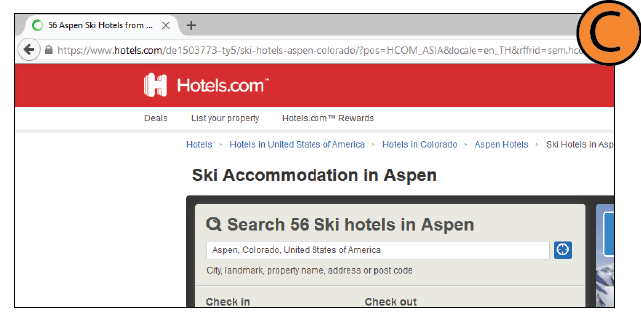 C
56 Aspen Ski Hotels from ...
https://www.hotels.com/de1503773-ty5/ski-hotels-aspen-colorado/?pos=HCOM_ASIA&locale=en_TH&rffrid=sem.hc
Hotels.com™
Deals List your property Hotels.com™ Rewards
Hotels › Hotels in United States of America › Hotels in Colorado › Aspen Hotels › Ski Hotels in Asp
Ski Accommodation in Aspen
Search 56 Ski hotels in Aspen
Aspen, Colorado, United States of America
City, landmark, property name, address or post code
Check in Check out